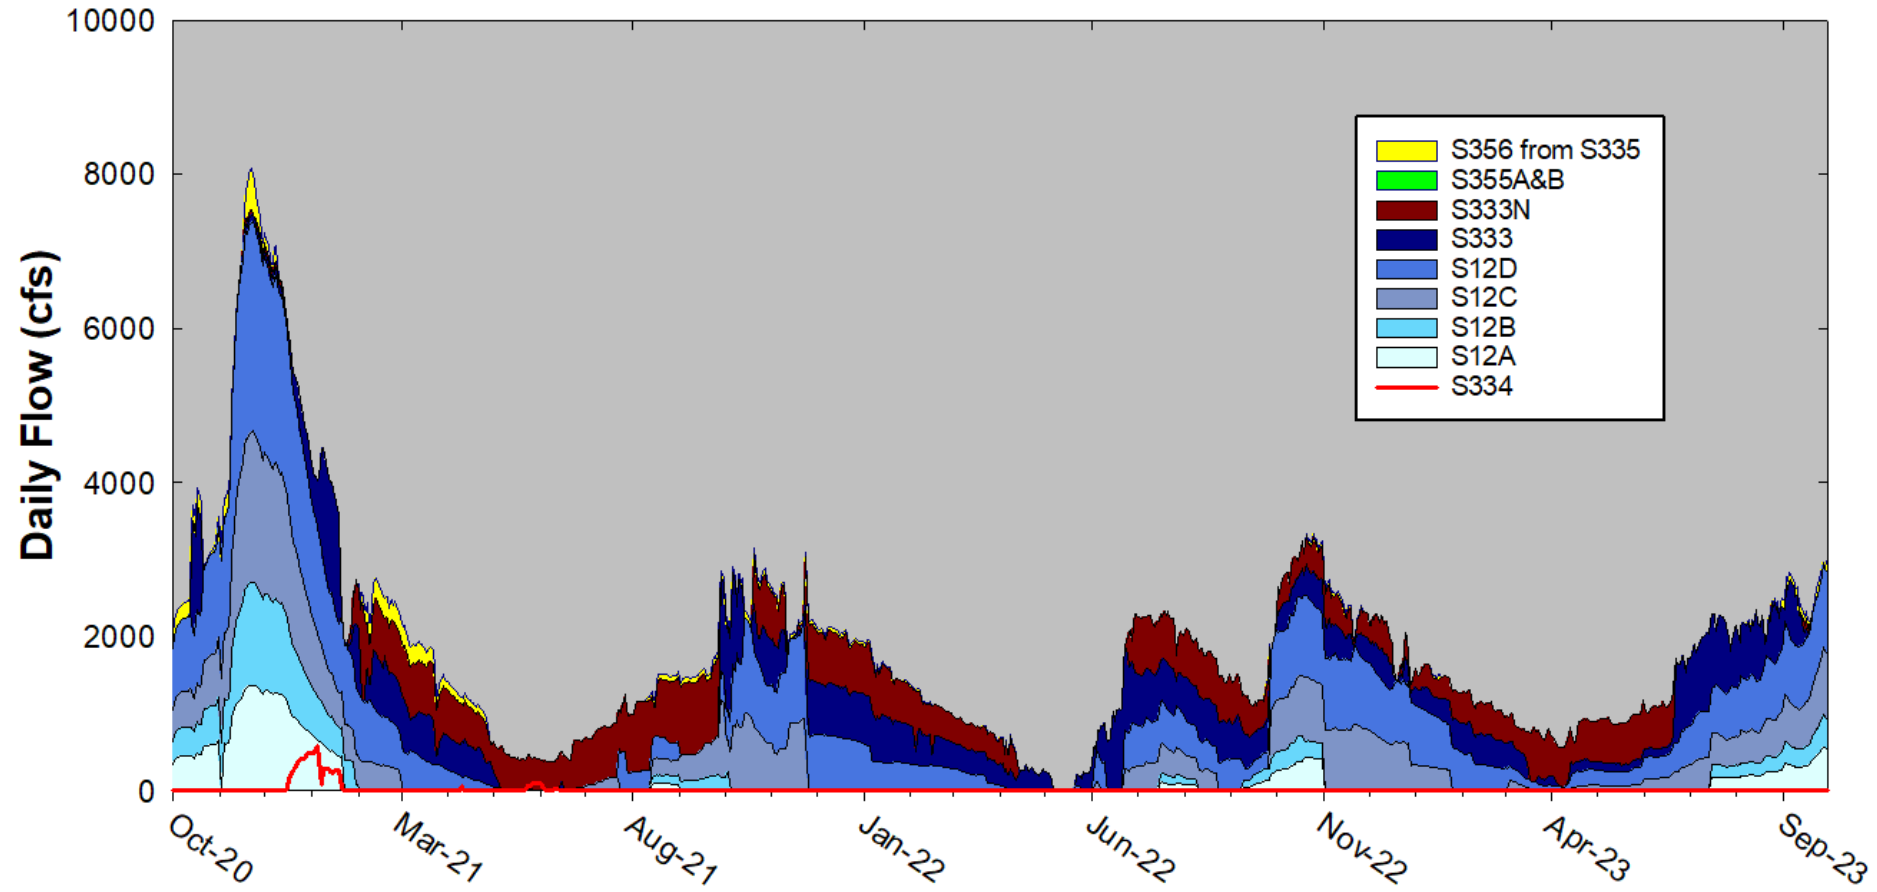 10000
8000
6000
4000
2000
0
Daily Flow (cfs)
S356 from S335
S355A&B
S333N
S333
S12D
S12C
S12B
S12A
S334
Oct-20
Mar-21
Aug-21
Jan-22
Jun-22
Nov-22
Apr-23
Sep-23